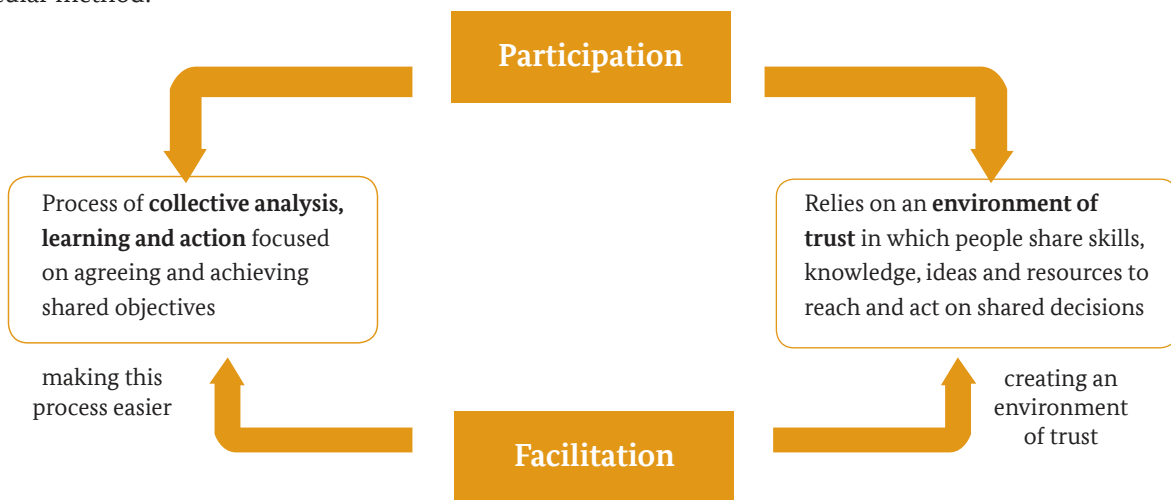 Participation
Process of collective analysis,
learning and action focused
on agreeing and achieving
shared objectives
Relies on an environment of
trust in which people share skills,
knowledge, ideas and resources to
reach and act on shared decisions
making this
process easier
creating an
environment
of trust
Facilitation